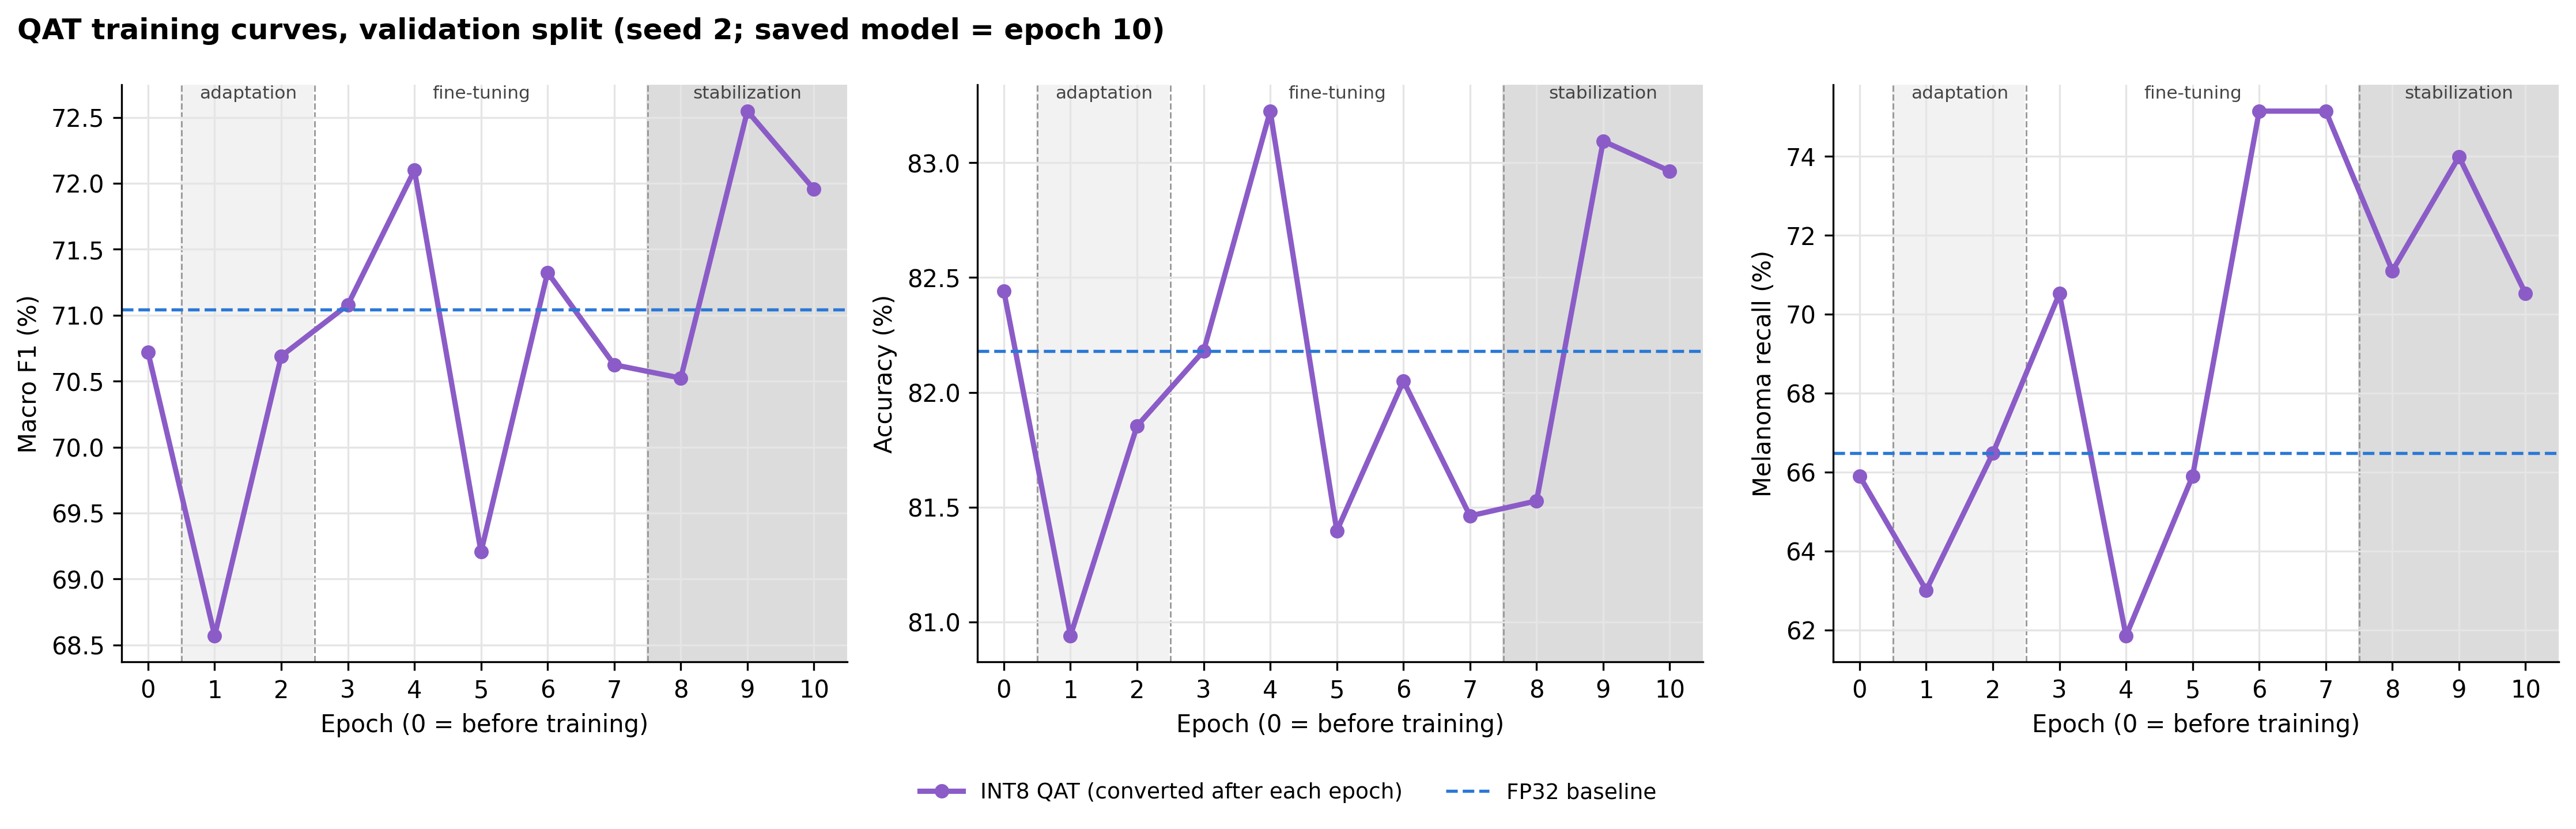 QAT training curves, validation split (seed 2; saved model = epoch 10)
adaptation
fine-tuning
stabilization
72.5
72.0
71.5
71.0
70.5
70.0
69.5
69.0
68.5
Macro F1 (%)
0 1 2 3 4 5 6 7 8 9 10
Epoch (0 = before training)
adaptation
fine-tuning
stabilization
83.0
82.5
82.0
81.5
81.0
Accuracy (%)
0 1 2 3 4 5 6 7 8 9 10
Epoch (0 = before training)
adaptation
fine-tuning
stabilization
74
72
70
68
66
64
62
Melanoma recall (%)
0 1 2 3 4 5 6 7 8 9 10
Epoch (0 = before training)
INT8 QAT (converted after each epoch)
FP32 baseline